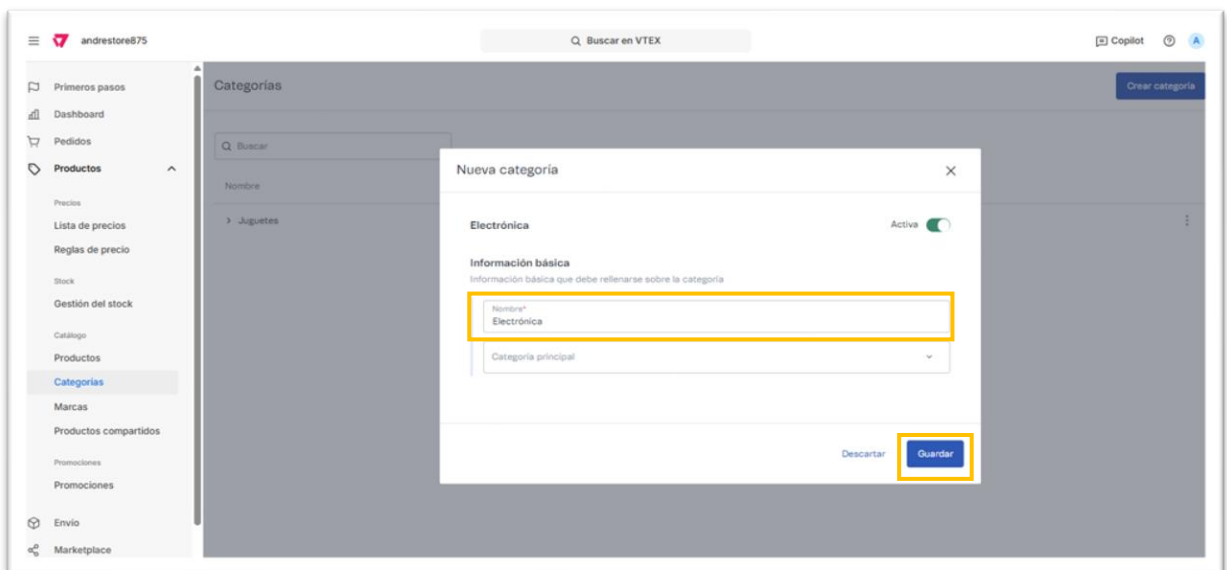 andrestore875
Buscar en VTEX
Copilot
A
Primeros pasos
Dashboard
Pedidos
Productos
Precios
Lista de precios
Reglas de precio
Stock
Gestión del stock
Catálogo
Productos
Categorías
Marcas
Productos compartidos
Promociones
Promociones
Envío
Marketplace
Categorías
Crear categoría
Buscar
Nombre
Juguetes
Nueva categoría
Electrónica
Activa
Información básica
Información básica que debe rellenarse sobre la categoría
Nombre*
Electrónica
Categoría principal
Descartar
Guardar